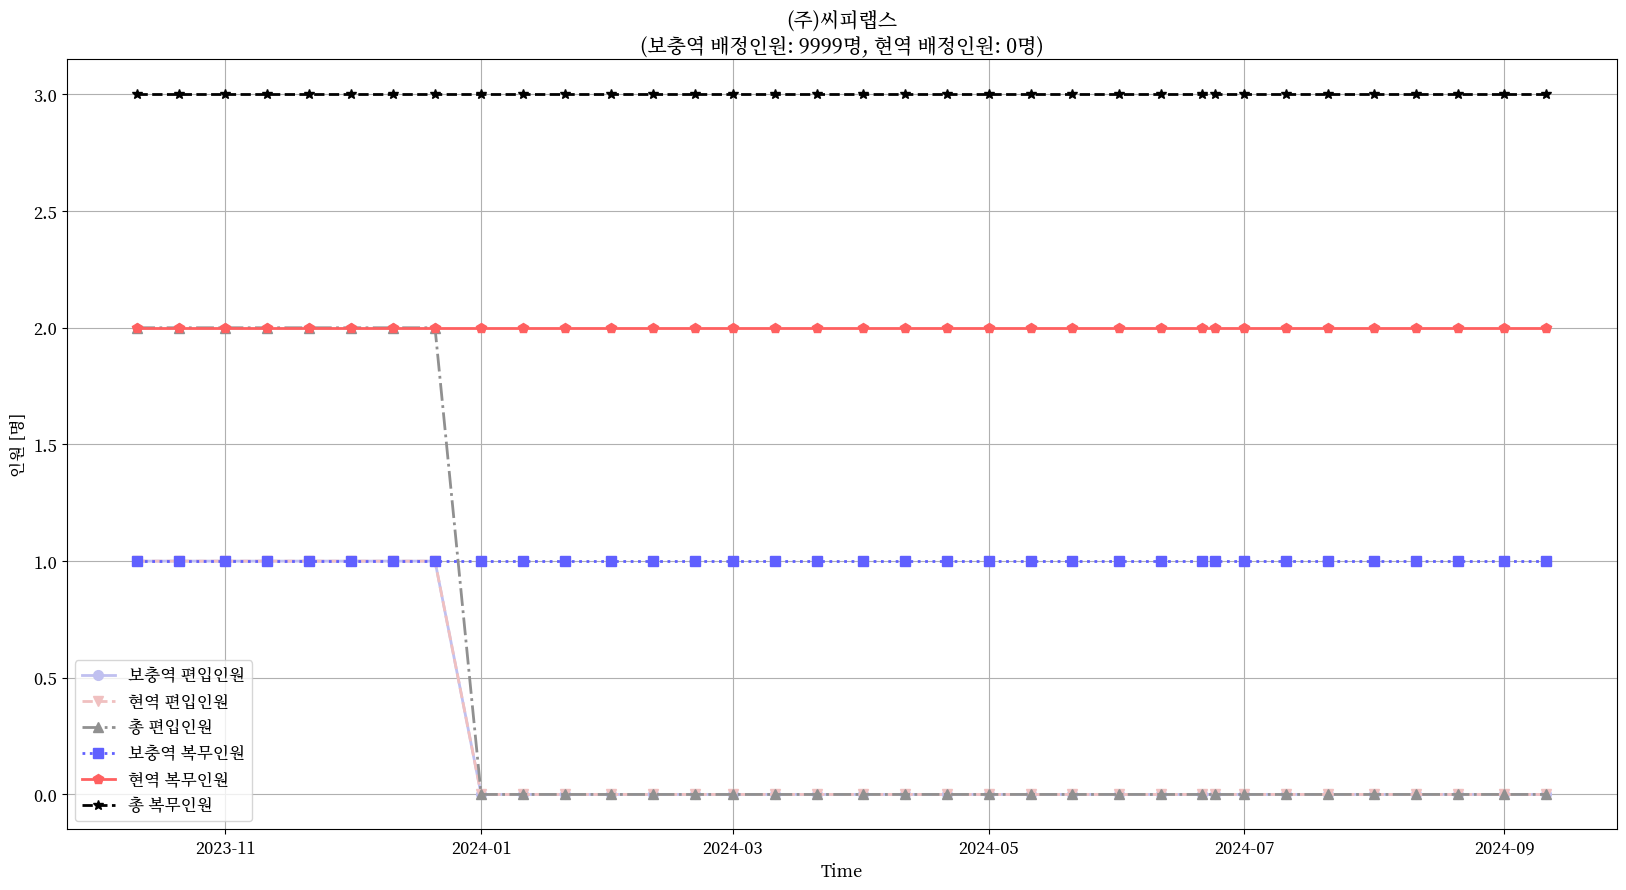 (주)씨피랩스
(보충역 배정인원: 9999명, 현역 배정인원: 0명)
3.0
2.5
2.0
1.5
1.0
0.5
0.0
인원 [명]
보충역 편입인원
현역 편입인원
총 편입인원
보충역 복무인원
현역 복무인원
총 복무인원
2023-11
2024-01
2024-03
2024-05
2024-07
2024-09
Time